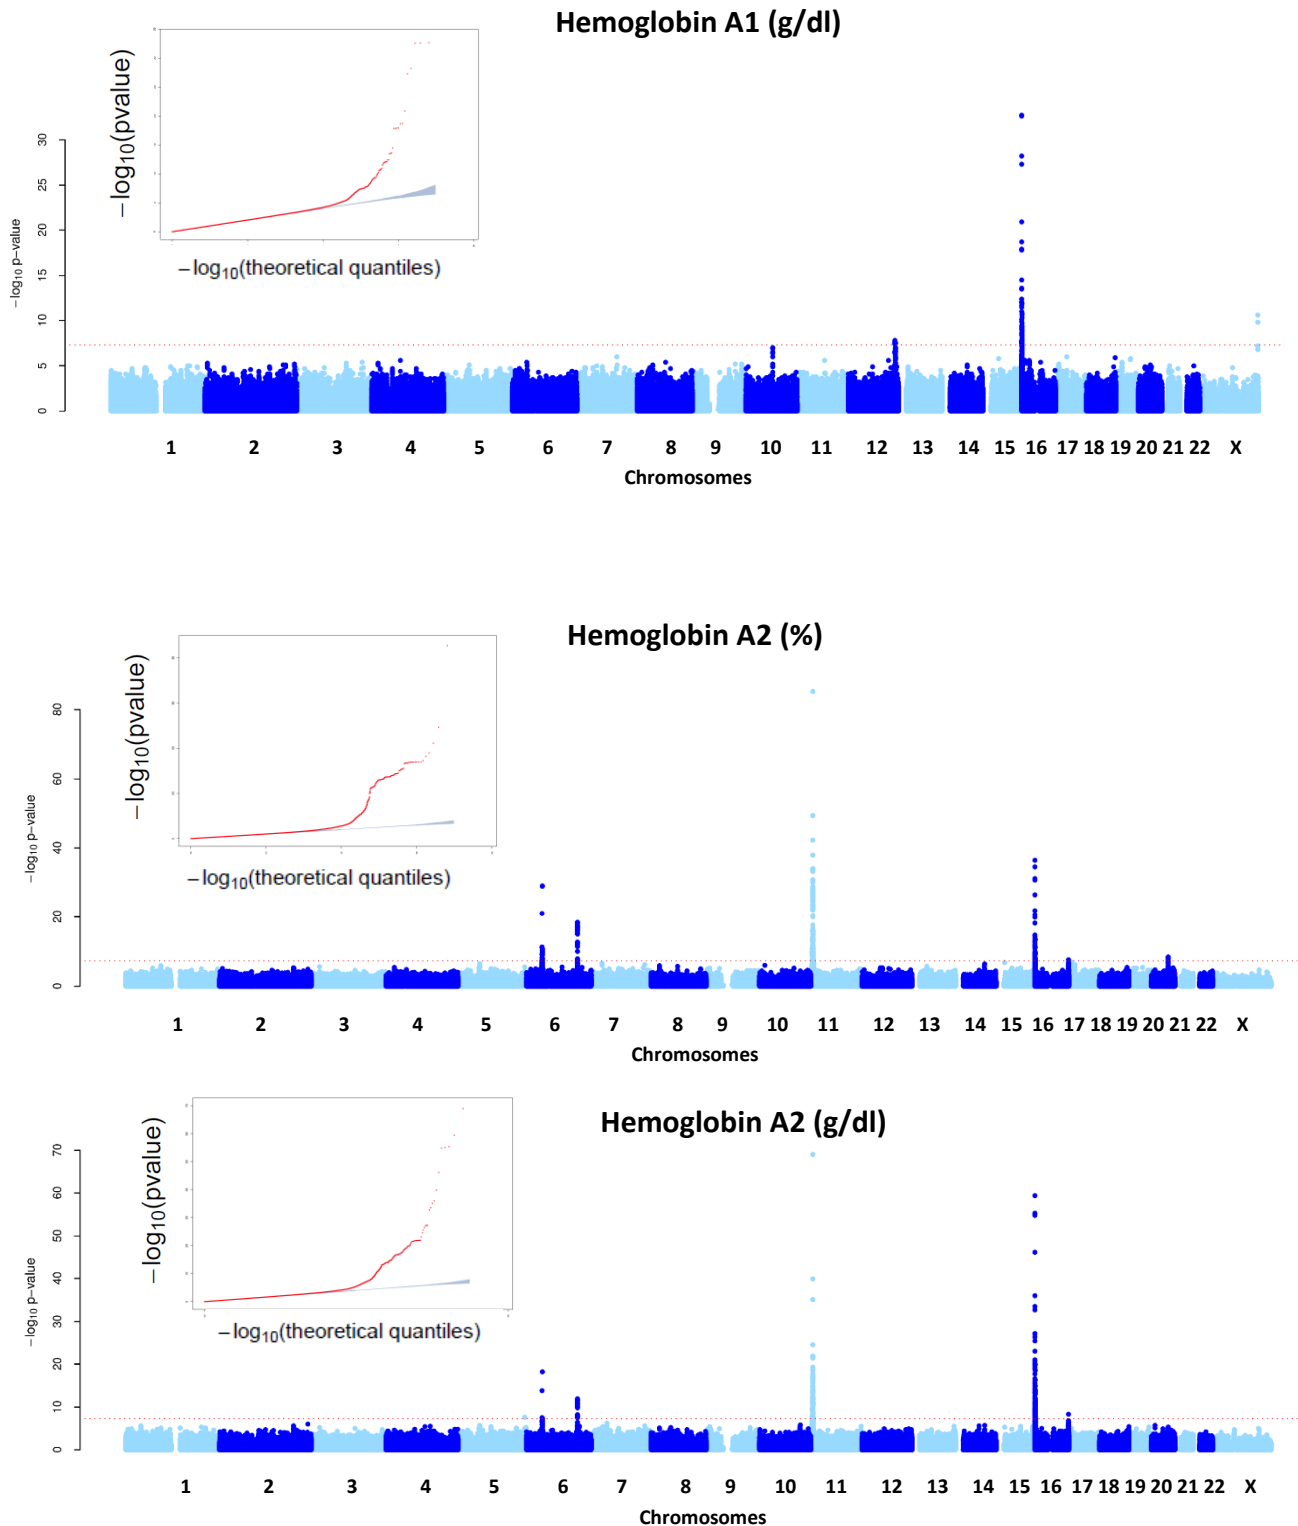 Hemoglobin A1 (g/dl)
−log10(pvalue)
−log10(theoretical quantiles)
−log10 p−value
30
25
20
15
10
5
0
1 2 3 4 5 6 7 8 9 10 11 12 13 14 15 16 17 18 19 20 21 22 X
Chromosomes
Hemoglobin A2 (%)
−log10(pvalue)
−log10(theoretical quantiles)
−log10 p−value
80
60
40
20
0
1 2 3 4 5 6 7 8 9 10 11 12 13 14 15 16 17 18 19 20 21 22 X
Chromosomes
Hemoglobin A2 (g/dl)
−log10(pvalue)
−log10(theoretical quantiles)
−log10 p−value
70
60
50
40
30
20
10
0
1 2 3 4 5 6 7 8 9 10 11 12 13 14 15 16 17 18 19 20 21 22 X
Chromosomes